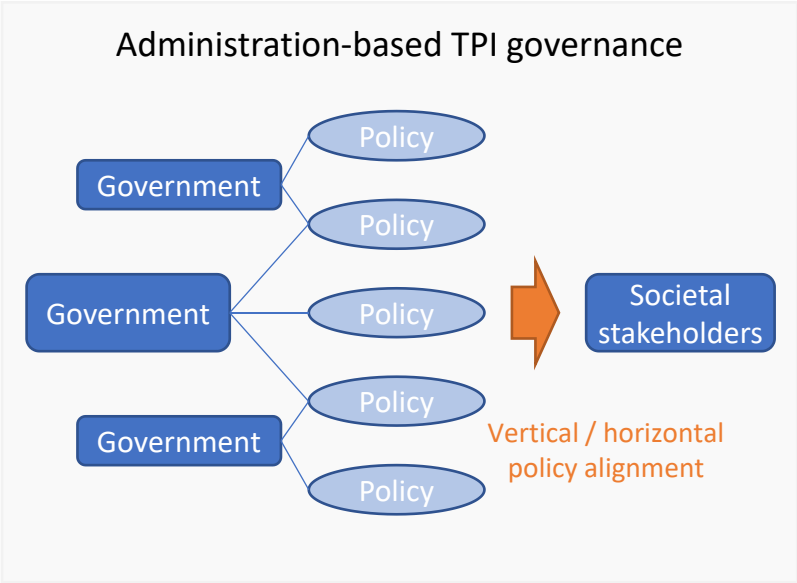 Administration-based TPI governance
Policy
Government
Policy
Government
Policy
Societal
stakeholders
Policy
Government
Vertical / horizontal
policy alignment
Policy